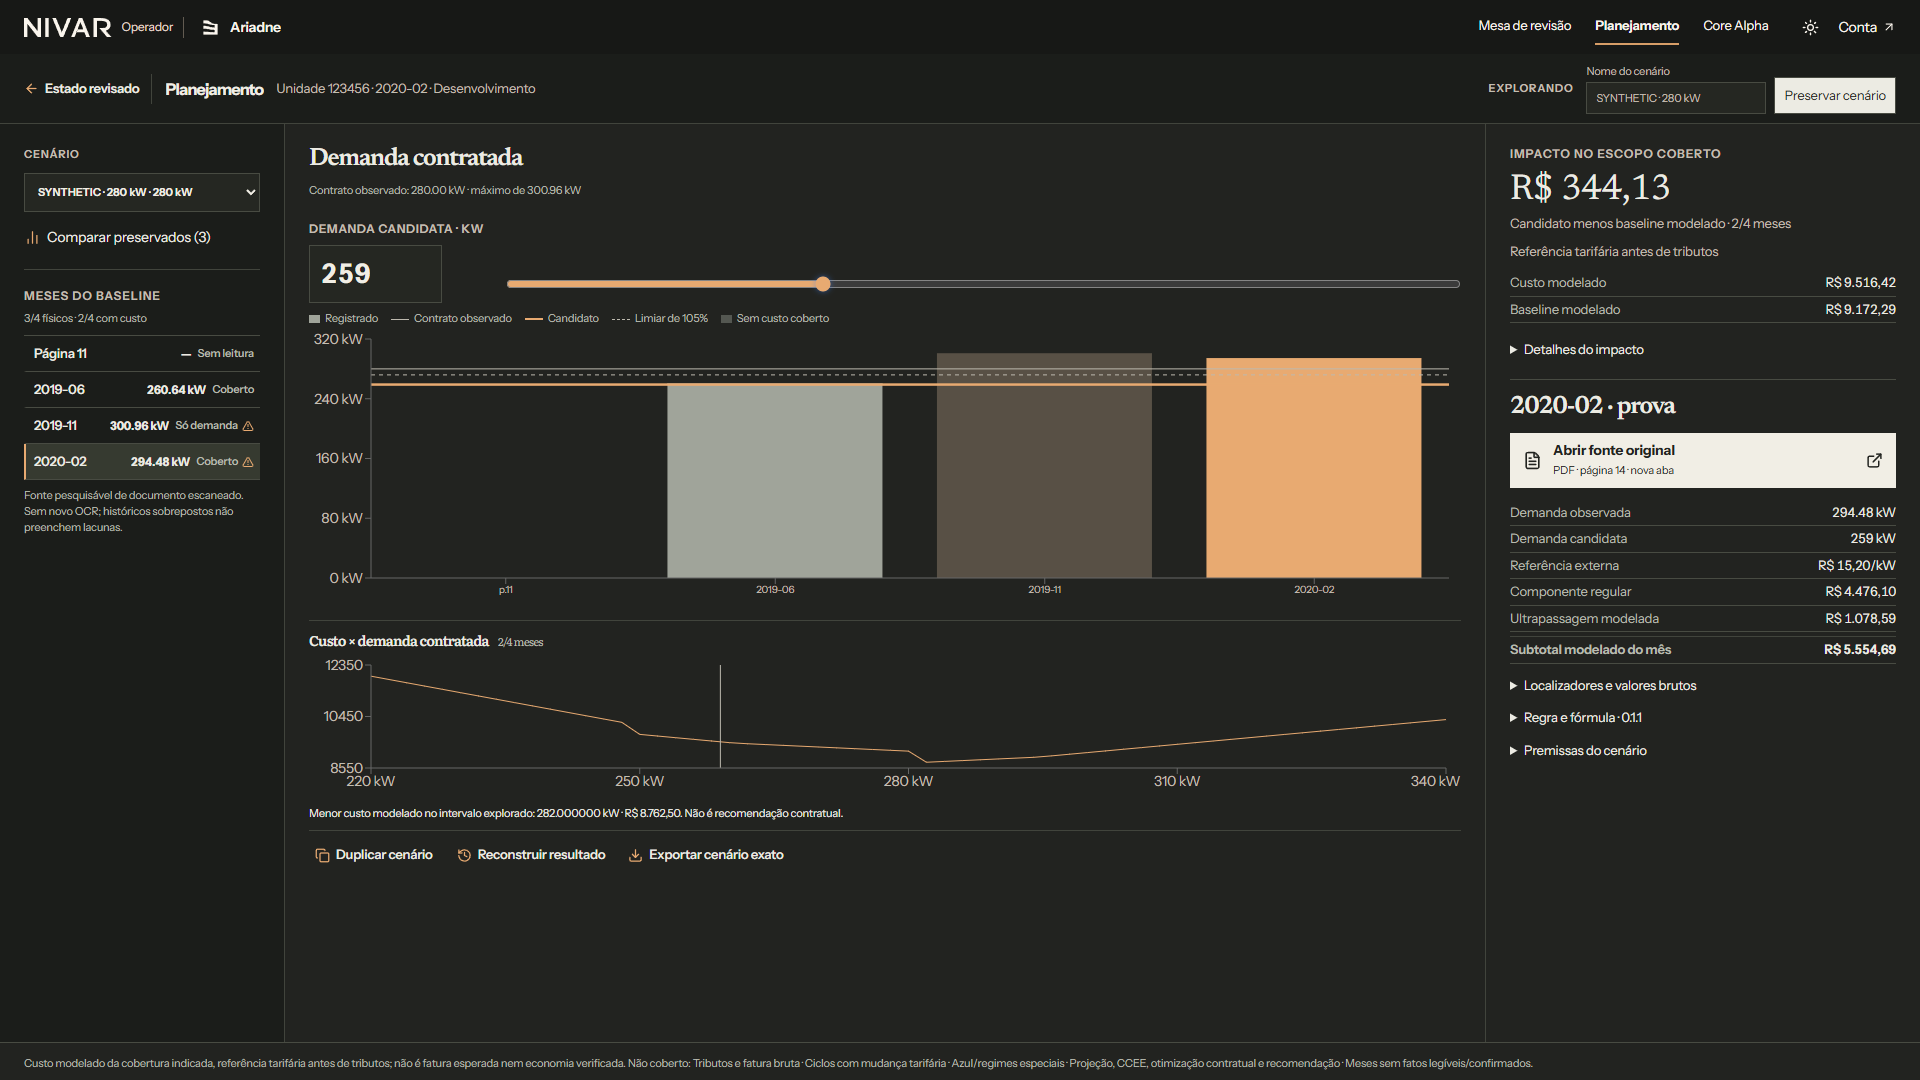 NIVAR Operador Ariadne
Mesa de revisão Planejamento Core Alpha Conta
Estado revisado Planejamento Unidade 123456 · 2020-02 · Desenvolvimento
EXPLORANDO
Nome do cenário
SYNTHETIC · 280 kW
Preservar cenário
CENÁRIO
SYNTHETIC · 280 kW · 280 kW
Comparar preservados (3)
MESES DO BASELINE
3/4 físicos · 2/4 com custo
Página 11 — Sem leitura
2019-06 260.64 kW Coberto
2019-11 300.96 kW Só demanda
2020-02 294.48 kW Coberto
Fonte pesquisável de documento escaneado.
Sem novo OCR; históricos sobrepostos não
preenchem lacunas.
Demanda contratada
Contrato observado: 280.00 kW · máximo de 300.96 kW
DEMANDA CANDIDATA · KW
259
Registrado Contrato observado Candidato Limiar de 105% Sem custo coberto
320 kW
240 kW
160 kW
80 kW
0 kW
p.11 2019-06 2019-11 2020-02
Custo × demanda contratada 2/4 meses
12350
10450
8550
220 kW 250 kW 280 kW 310 kW 340 kW
Menor custo modelado no intervalo explorado: 282.000000 kW · R$ 8.762,50. Não é recomendação contratual.
Duplicar cenário Reconstruir resultado Exportar cenário exato
IMPACTO NO ESCOPO COBERTO
R$ 344,13
Candidato menos baseline modelado · 2/4 meses
Referência tarifária antes de tributos
Custo modelado R$ 9.516,42
Baseline modelado R$ 9.172,29
Detalhes do impacto
2020-02 · prova
Abrir fonte original
PDF · página 14 · nova aba
Demanda observada 294.48 kW
Demanda candidata 259 kW
Referência externa R$ 15,20/kW
Componente regular R$ 4.476,10
Ultrapassagem modelada R$ 1.078,59
Subtotal modelado do mês R$ 5.554,69
Localizadores e valores brutos
Regra e fórmula · 0.1.1
Premissas do cenário
Custo modelado da cobertura indicada, referência tarifária antes de tributos; não é fatura esperada nem economia verificada. Não coberto: Tributos e fatura bruta · Ciclos com mudança tarifária · Azul/regimes especiais · Projeção, CCEE, otimização contratual e recomendação · Meses sem fatos legíveis/confirmados.